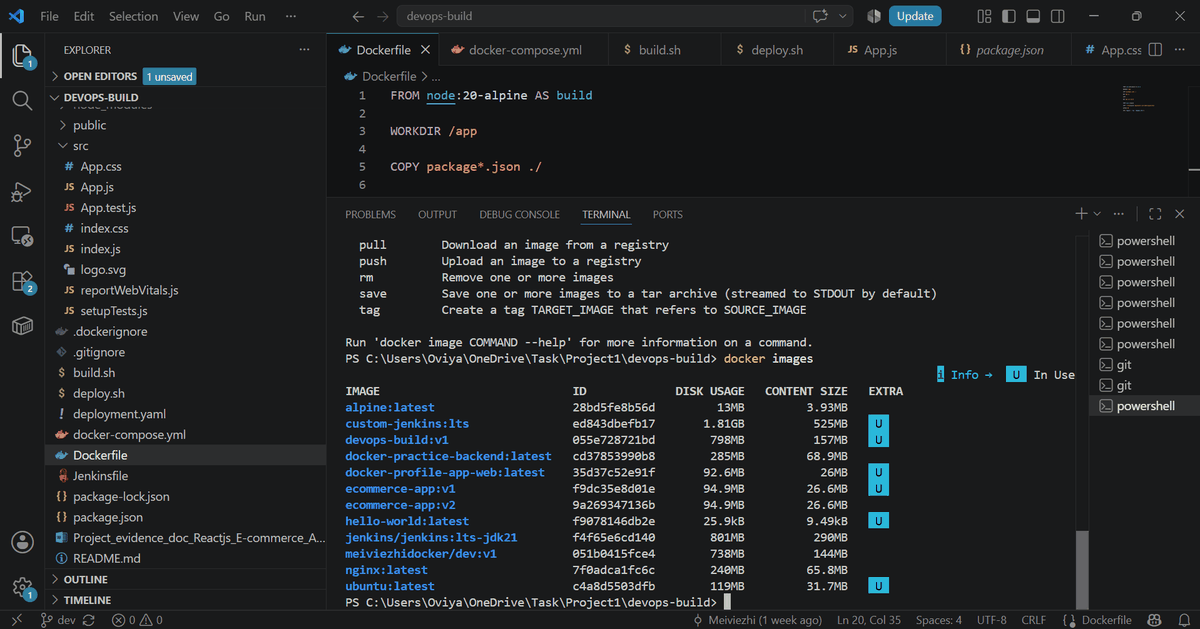 File Edit Selection View Go Run ···
devops-build
Update
EXPLORER ···
OPEN EDITORS 1 unsaved
DEVOPS-BUILD
node_modules
public
src
# App.css
JS App.js
JS App.test.js
# index.css
JS index.js
logo.svg
JS reportWebVitals.js
JS setupTests.js
.dockerignore
.gitignore
$ build.sh
$ deploy.sh
! deployment.yaml
docker-compose.yml
Dockerfile
Jenkinsfile
{} package-lock.json
{} package.json
Project_evidence_doc_Reactjs_E-commerce_A...
README.md
OUTLINE
TIMELINE
1
2
1
Dockerfile docker-compose.yml $ build.sh $ deploy.sh JS App.js {} package.json # App.css ···
Dockerfile > ...
1 FROM node:20-alpine AS build
2
3 WORKDIR /app
4
5 COPY package*.json ./
6
PROBLEMS OUTPUT DEBUG CONSOLE TERMINAL PORTS
pull Download an image from a registry
push Upload an image to a registry
rm Remove one or more images
save Save one or more images to a tar archive (streamed to STDOUT by default)
tag Create a tag TARGET_IMAGE that refers to SOURCE_IMAGE
Run 'docker image COMMAND --help' for more information on a command.
PS C:\Users\Oviya\OneDrive\Task\Project1\devops-build> docker images
i Info → U In Use
IMAGE ID DISK USAGE CONTENT SIZE EXTRA
alpine:latest 28bd5fe8b56d 13MB 3.93MB
custom-jenkins:lts ed843dbefb17 1.81GB 525MB U
devops-build:v1 055e728721bd 798MB 157MB U
docker-practice-backend:latest cd37853990b8 285MB 68.9MB
docker-profile-app-web:latest 35d37c52e91f 92.6MB 26MB U
ecommerce-app:v1 f9dc35e8d01e 94.9MB 26.6MB U
ecommerce-app:v2 9a269347136b 94.9MB 26.6MB
hello-world:latest f9078146db2e 25.9kB 9.49kB U
jenkins/jenkins:lts-jdk21 f4f65e6cd140 801MB 290MB
meiviezhidocker/dev:v1 051b0415fce4 738MB 144MB
nginx:latest 7f0adca1fc6c 240MB 65.8MB
ubuntu:latest c4a8d5503dfb 119MB 31.7MB U
PS C:\Users\Oviya\OneDrive\Task\Project1\devops-build>
powershell
powershell
powershell
powershell
powershell
powershell
git
git
powershell
dev 0 0 Meiviezhi (1 week ago) Ln 20, Col 35 Spaces: 4 UTF-8 CRLF {} Dockerfile